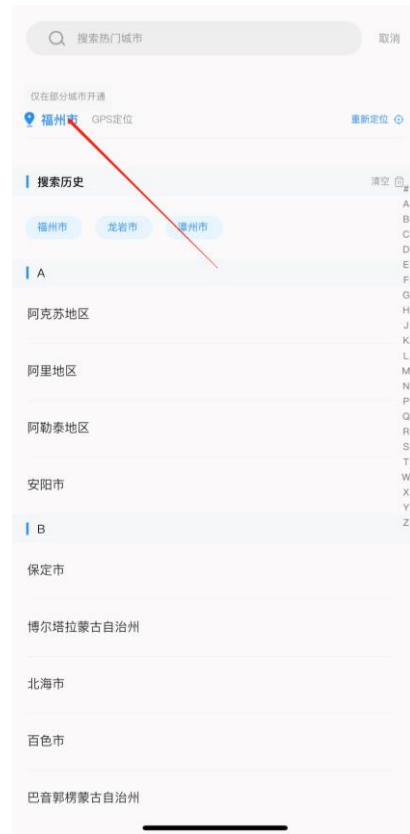 搜索热门城市 取消
仅在部分城市开通
福州市 GPS定位 重新定位
搜索历史 清空
福州市 龙岩市 漳州市
A
阿克苏地区
阿里地区
阿勒泰地区
安阳市
B
保定市
博尔塔拉蒙古自治州
北海市
百色市
巴音郭楞蒙古自治州
#
A
B
C
D
E
F
G
H
J
K
L
M
N
P
Q
R
S
T
W
X
Y
Z